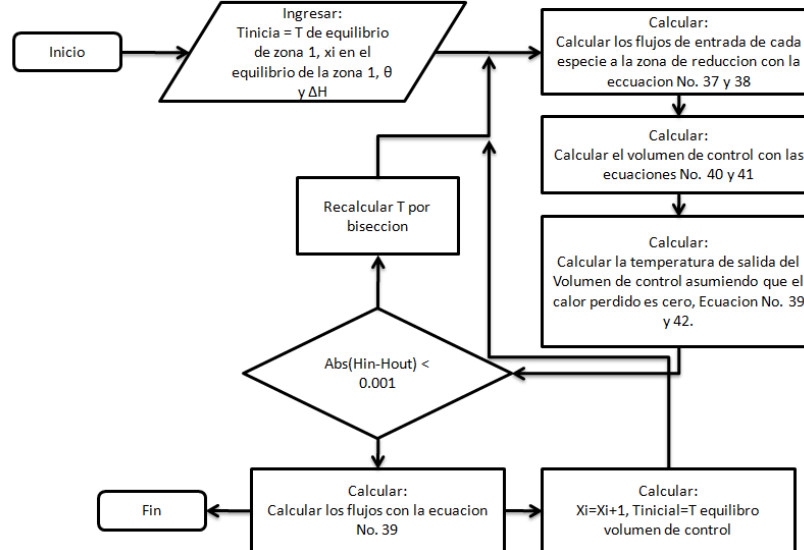 Inicio
Ingresar:
Tinicia = T de equilibrio
de zona 1, xi en el
equilibrio de la zona 1, θ
y ΔH
Calcular:
Calcular los flujos de entrada de cada
especie a la zona de reduccion con la
eccuacion No. 37 y 38
Calcular:
Calcular el volumen de control con las
ecuaciones No. 40 y 41
Recalcular T por
biseccion
Calcular:
Calcular la temperatura de salida del
Volumen de control asumiendo que el
calor perdido es cero, Ecuacion No. 39
y 42.
Abs(Hin-Hout) <
0.001
Fin
Calcular:
Calcular los flujos con la ecuacion
No. 39
Calcular:
Xi=Xi+1, Tinicial=T equilibro
volumen de control